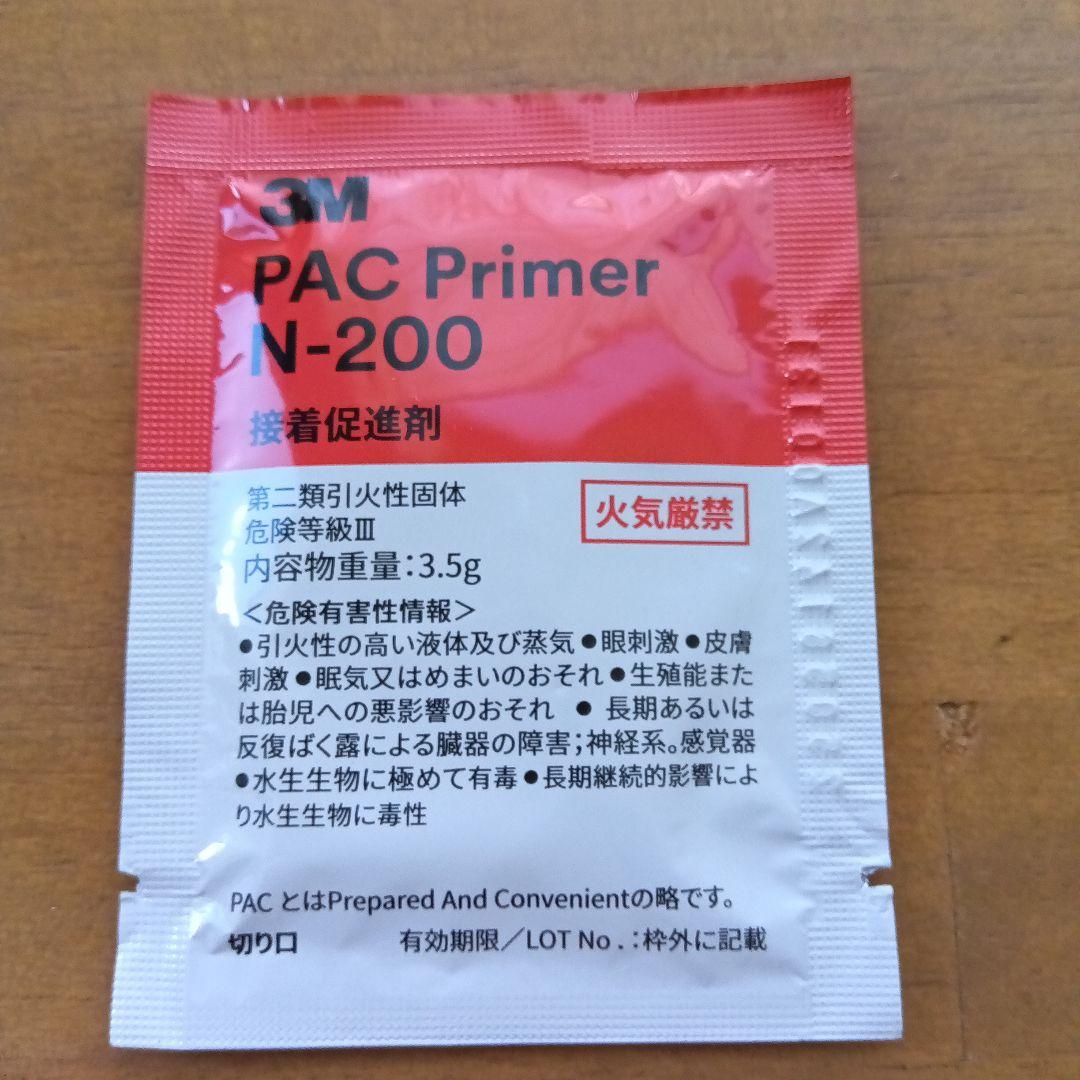 3M
PAC Primer
N-200
接着促進剤
第二類引火性固体
危険等級Ⅲ
内容物重量：3.5g
火気厳禁
＜危険有害性情報＞
●引火性の高い液体及び蒸気●眼刺激●皮膚
刺激●眠気又はめまいのおそれ●生殖能また
は胎児への悪影響のおそれ ● 長期あるいは
反復ばく露による臓器の障害；神経系。感覚器
●水生生物に極めて有毒●長期継続的影響によ
り水生生物に毒性
PAC とはPrepared And Convenientの略です。
切り口
有効期限／LOT No .：枠外に記載